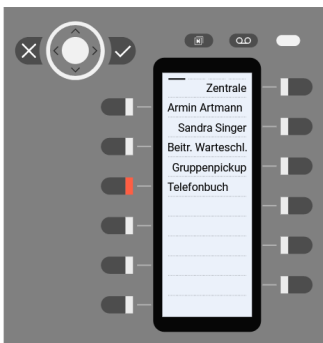 Zentrale
Armin Artmann
Sandra Singer
Beitr. Warteschl.
Gruppenpickup
Telefonbuch